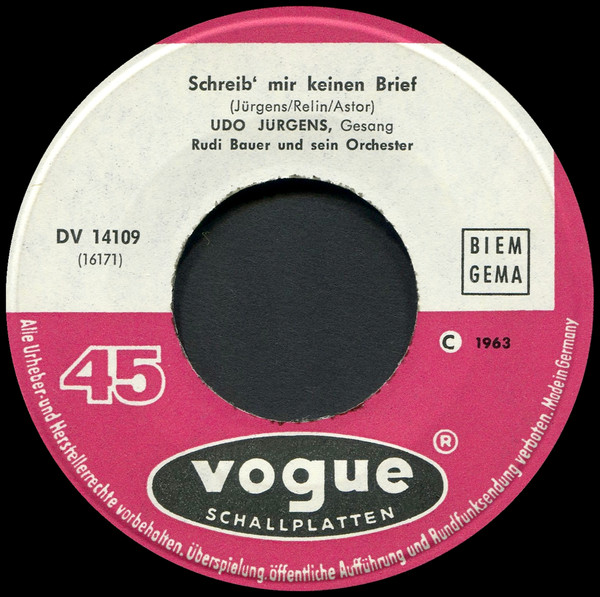 Schreib' mir keinen Brief
(Jürgens/Relin/Astor)
UDO JÜRGENS, Gesang
Rudi Bauer und sein Orchester
DV 14109
(16171)
BIEM
GEMA
45
C 1963
vogue ®
SCHALLPLATTEN
Alle Urheber- und Herstellerrechte vorbehalten. Überspielung, öffentliche Aufführung und Rundfunksendung verboten. Made in Germany